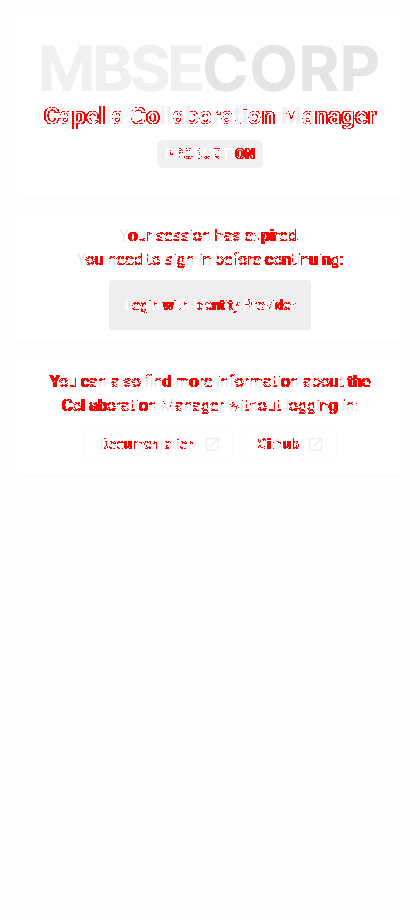 MBSECORP
Capella Collaboration Manager
PRODUCTION
Your session has expired.
You need to sign in before continuing:
Login with Identity Provider
You can also find more information about the
Collaboration Manager without logging in:
Documentation
Github